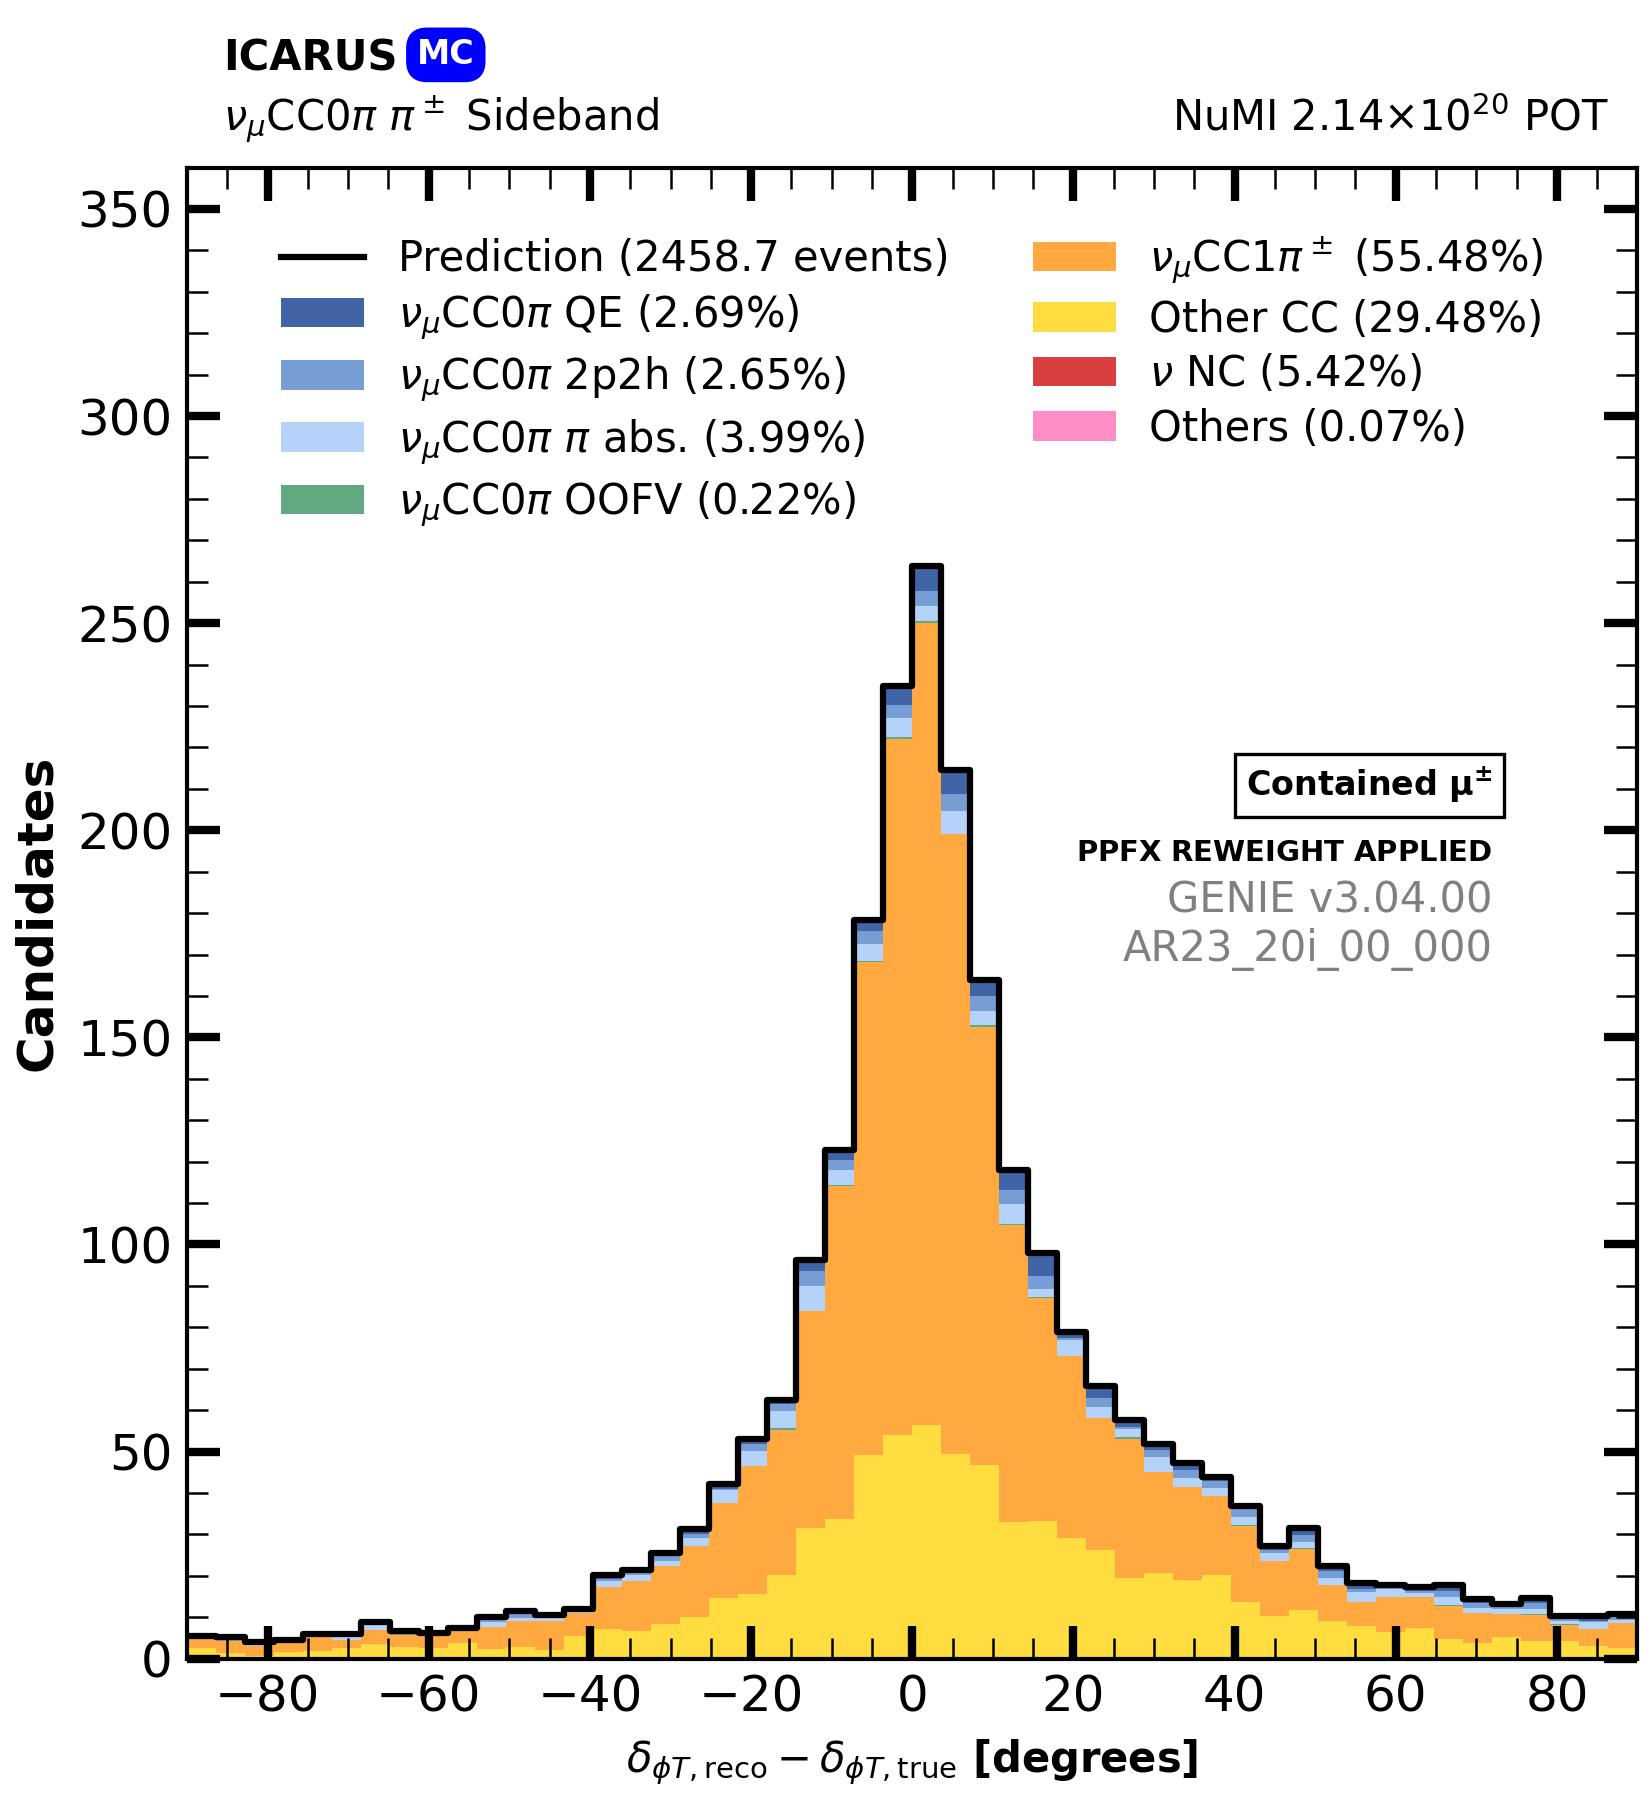 ICARUS MC
νμCC0π π± Sideband
NuMI 2.14×10²⁰ POT
Prediction (2458.7 events)
νμCC0π QE (2.69%)
νμCC0π 2p2h (2.65%)
νμCC0π π abs. (3.99%)
νμCC0π OOFV (0.22%)
νμCC1π± (55.48%)
Other CC (29.48%)
ν NC (5.42%)
Others (0.07%)
Contained μ±
PPFX REWEIGHT APPLIED
GENIE v3.04.00
AR23_20i_00_000
Candidates
350
300
250
200
150
100
50
0
−80 −60 −40 −20 0 20 40 60 80
δϕT,reco − δϕT,true [degrees]